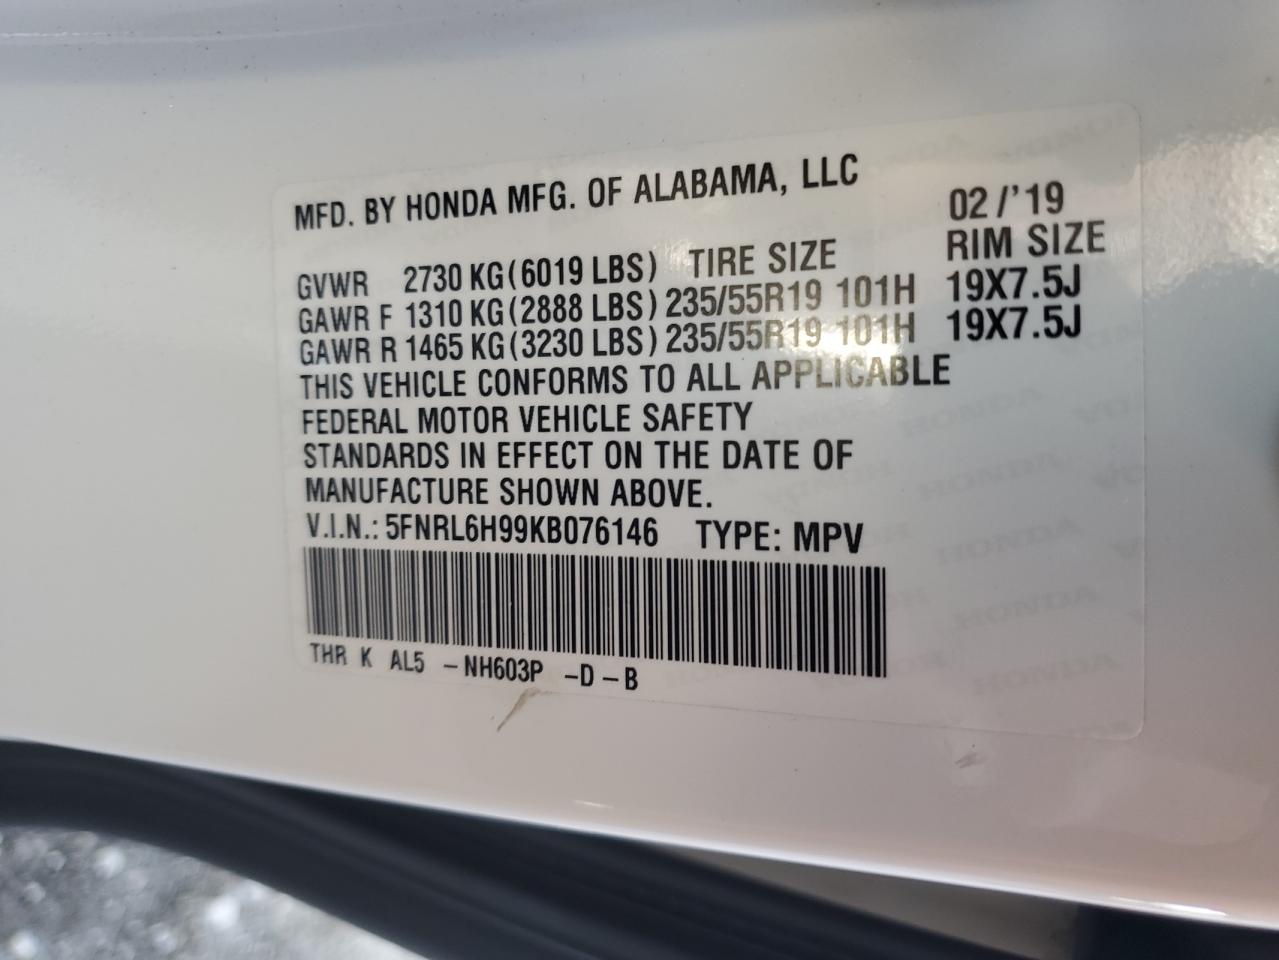 MFD. BY HONDA MFG. OF ALABAMA, LLC 02/'19
GVWR 2730 KG(6019 LBS) TIRE SIZE RIM SIZE
GAWR F 1310 KG(2888 LBS) 235/55R19 101H 19X7.5J
GAWR R 1465 KG(3230 LBS) 235/55R19 101H 19X7.5J
THIS VEHICLE CONFORMS TO ALL APPLICABLE
FEDERAL MOTOR VEHICLE SAFETY
STANDARDS IN EFFECT ON THE DATE OF
MANUFACTURE SHOWN ABOVE.
V.I.N.: 5FNRL6H99KB076146 TYPE: MPV
THR K AL5 -NH603P -D-B